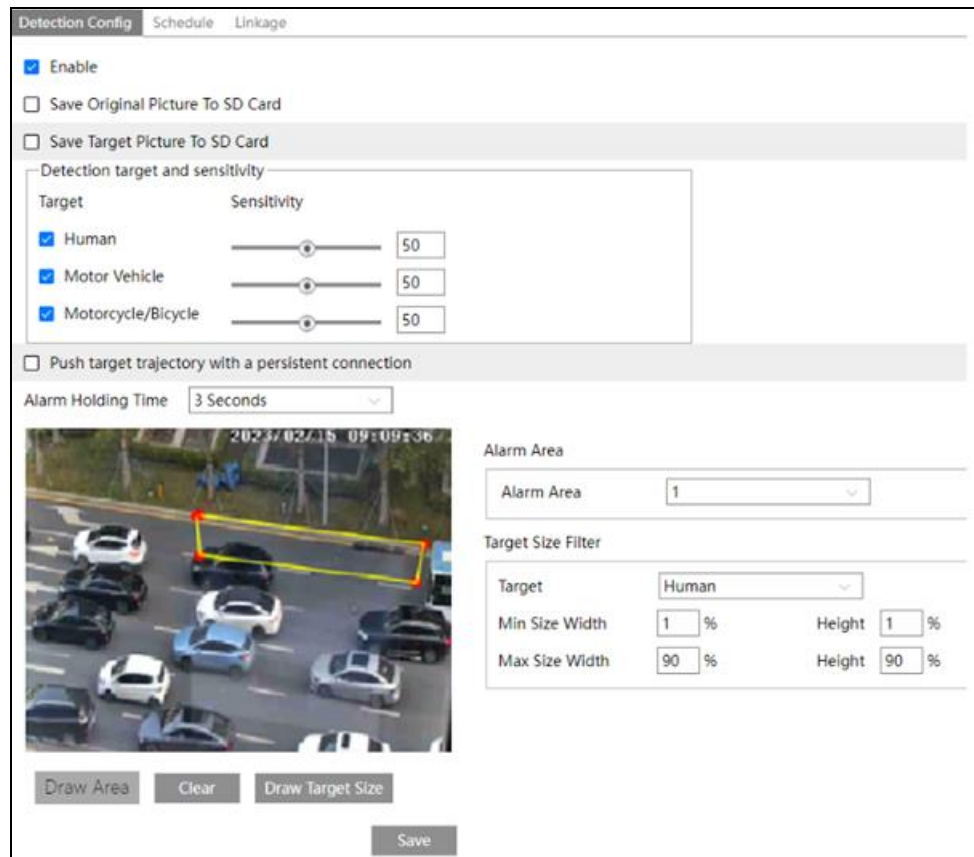 Detection Config Schedule Linkage
Enable
Save Original Picture To SD Card
Save Target Picture To SD Card
Detection target and sensitivity
Target Sensitivity
Human 50
Motor Vehicle 50
Motorcycle/Bicycle 50
Push target trajectory with a persistent connection
Alarm Holding Time 3 Seconds
2023/02/15 09:09:36
Alarm Area
Alarm Area 1
Target Size Filter
Target Human
Min Size Width 1 % Height 1 %
Max Size Width 90 % Height 90 %
Draw Area Clear Draw Target Size
Save